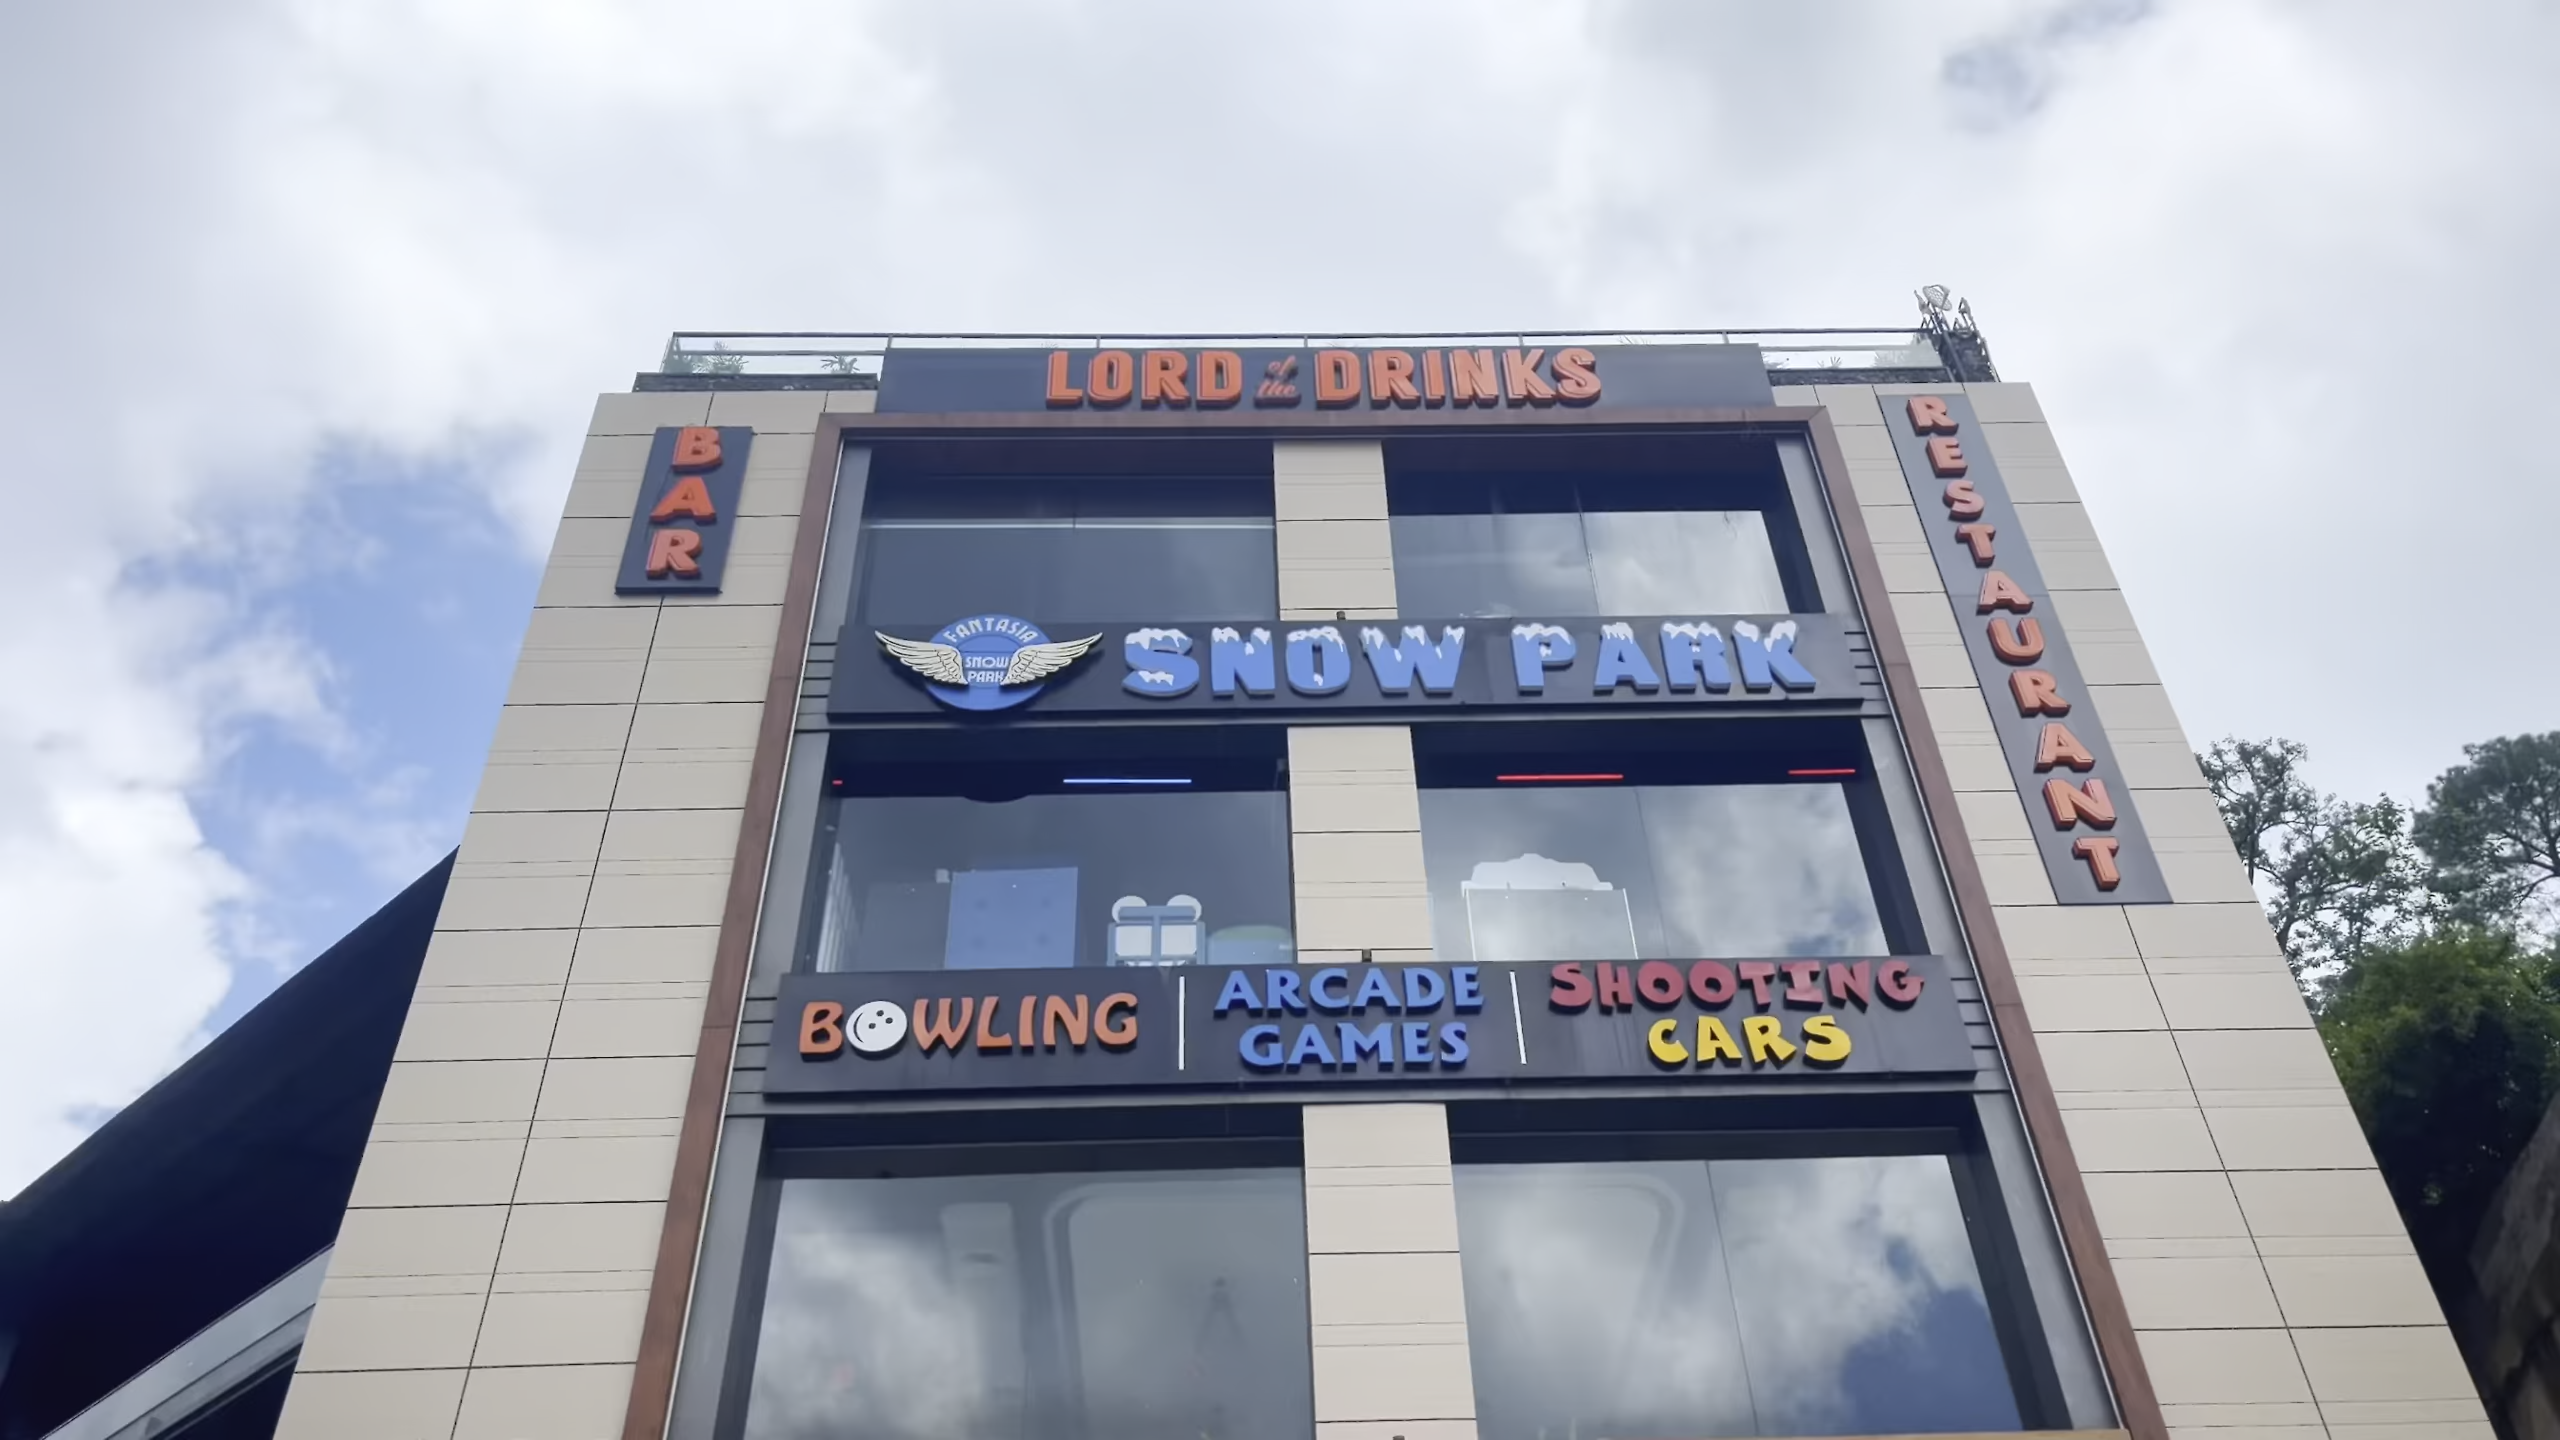 LORD of the DRINKS
BAR
RESTAURANT
FANTASIA
SNOW
PARK
SNOW PARK
BOWLING
ARCADE
GAMES
SHOOTING
CARS